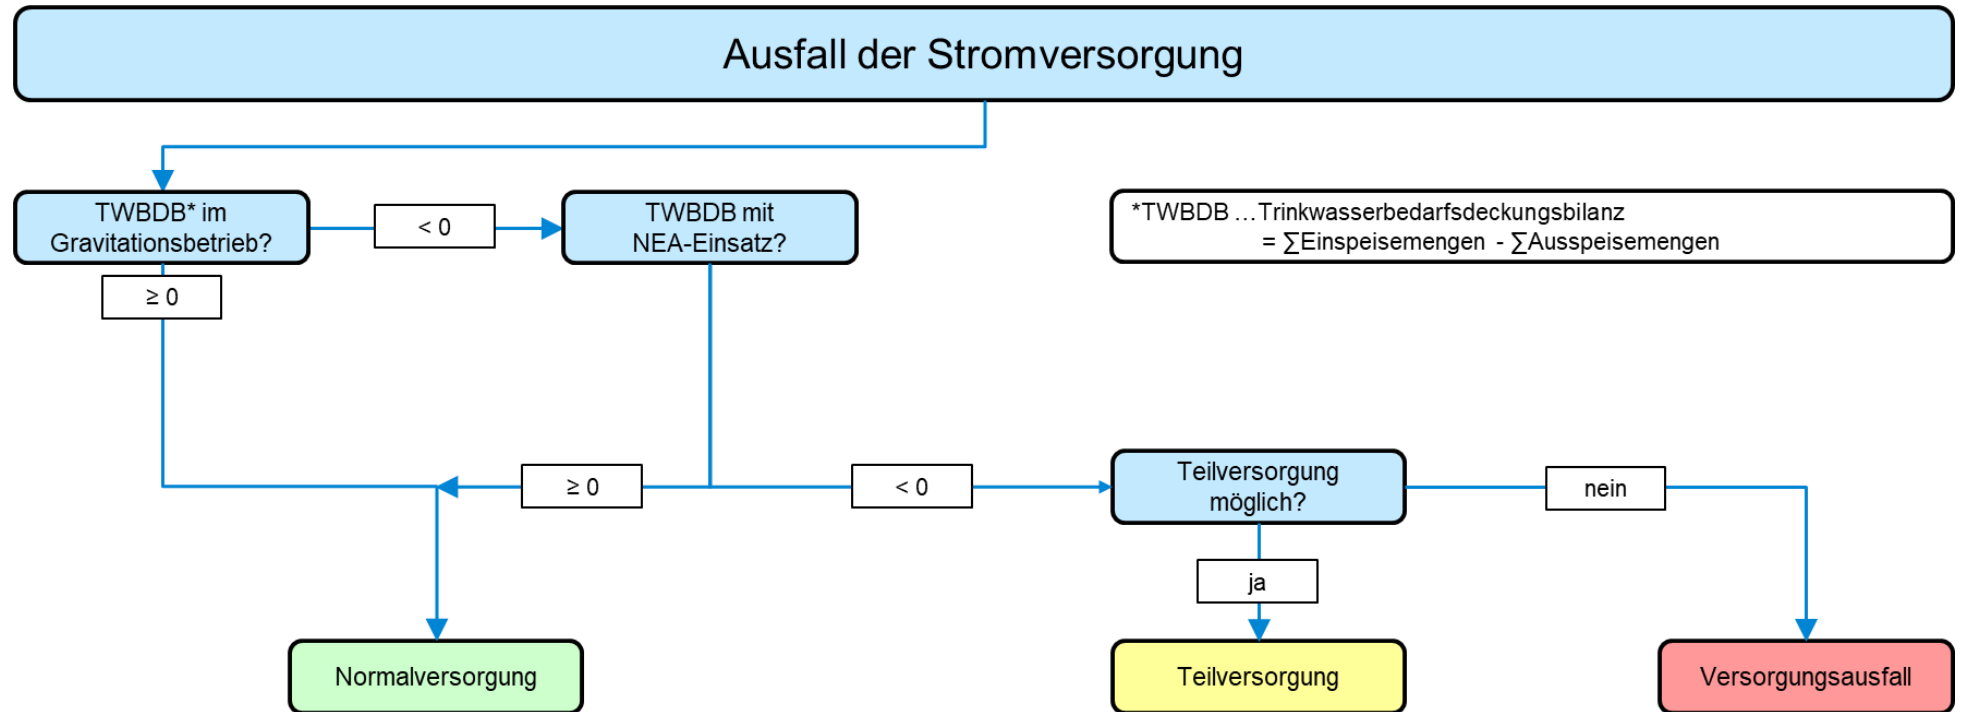 Ausfall der Stromversorgung
TWBDB* im
Gravitationsbetrieb?
< 0
TWBDB mit
NEA-Einsatz?
*TWBDB …Trinkwasserbedarfsdeckungsbilanz
= ∑Einspeisemengen - ∑Ausspeisemengen
≥ 0
≥ 0
< 0
Teilversorgung
möglich?
nein
ja
Normalversorgung
Teilversorgung
Versorgungsausfall